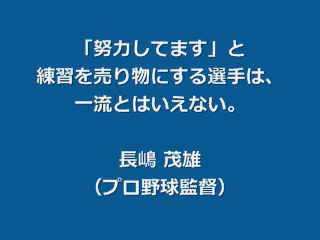 「努力してます」と
練習を売り物にする選手は、
一流とはいえない。
長嶋 茂雄
(プロ野球監督)